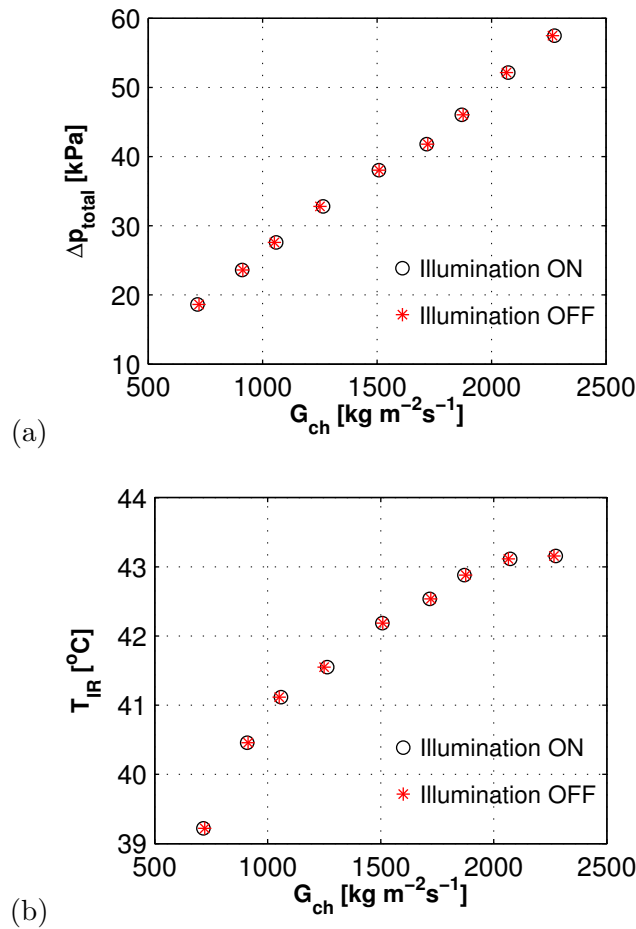 60
50
40
30
20
10
Δp_total [kPa]
Illumination ON
Illumination OFF
500 1000 1500 2000 2500
G_ch [kg m⁻²s⁻¹]
(a)
44
43
42
41
40
39
T_IR [°C]
Illumination ON
Illumination OFF
500 1000 1500 2000 2500
G_ch [kg m⁻²s⁻¹]
(b)